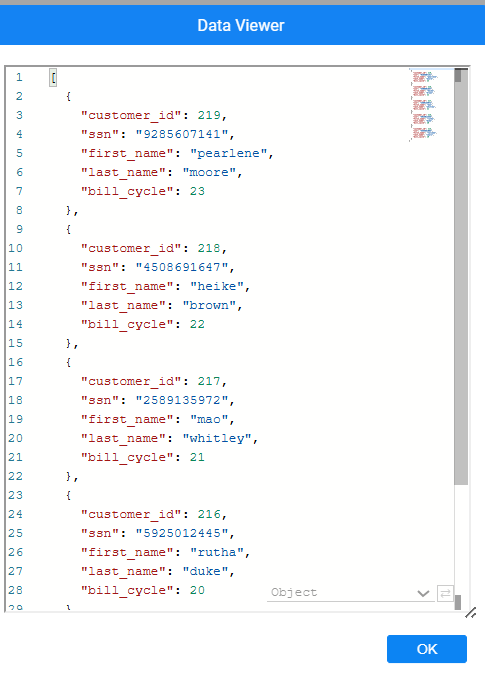 Data Viewer
1 [
2 {
3 "customer_id": 219,
4 "ssn": "9285607141",
5 "first_name": "pearlene",
6 "last_name": "moore",
7 "bill_cycle": 23
8 },
9 {
10 "customer_id": 218,
11 "ssn": "4508691647",
12 "first_name": "heike",
13 "last_name": "brown",
14 "bill_cycle": 22
15 },
16 {
17 "customer_id": 217,
18 "ssn": "2589135972",
19 "first_name": "mao",
20 "last_name": "whitley",
21 "bill_cycle": 21
22 },
23 {
24 "customer_id": 216,
25 "ssn": "5925012445",
26 "first_name": "rutha",
27 "last_name": "duke",
28 "bill_cycle": 20
Object
29 }
OK